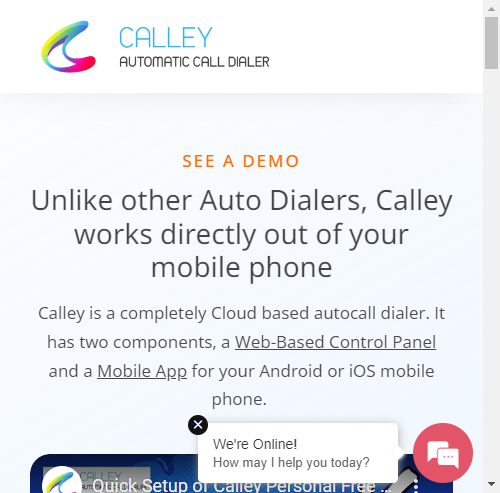 CALLEY
AUTOMATIC CALL DIALER
SEE A DEMO
Unlike other Auto Dialers, Calley
works directly out of your
mobile phone
Calley is a completely Cloud based autocall dialer. It
has two components, a Web-Based Control Panel
and a Mobile App for your Android or iOS mobile
phone.
We're Online!
How may I help you today?
CALLEY
Quick Setup of Calley Personal Free ...